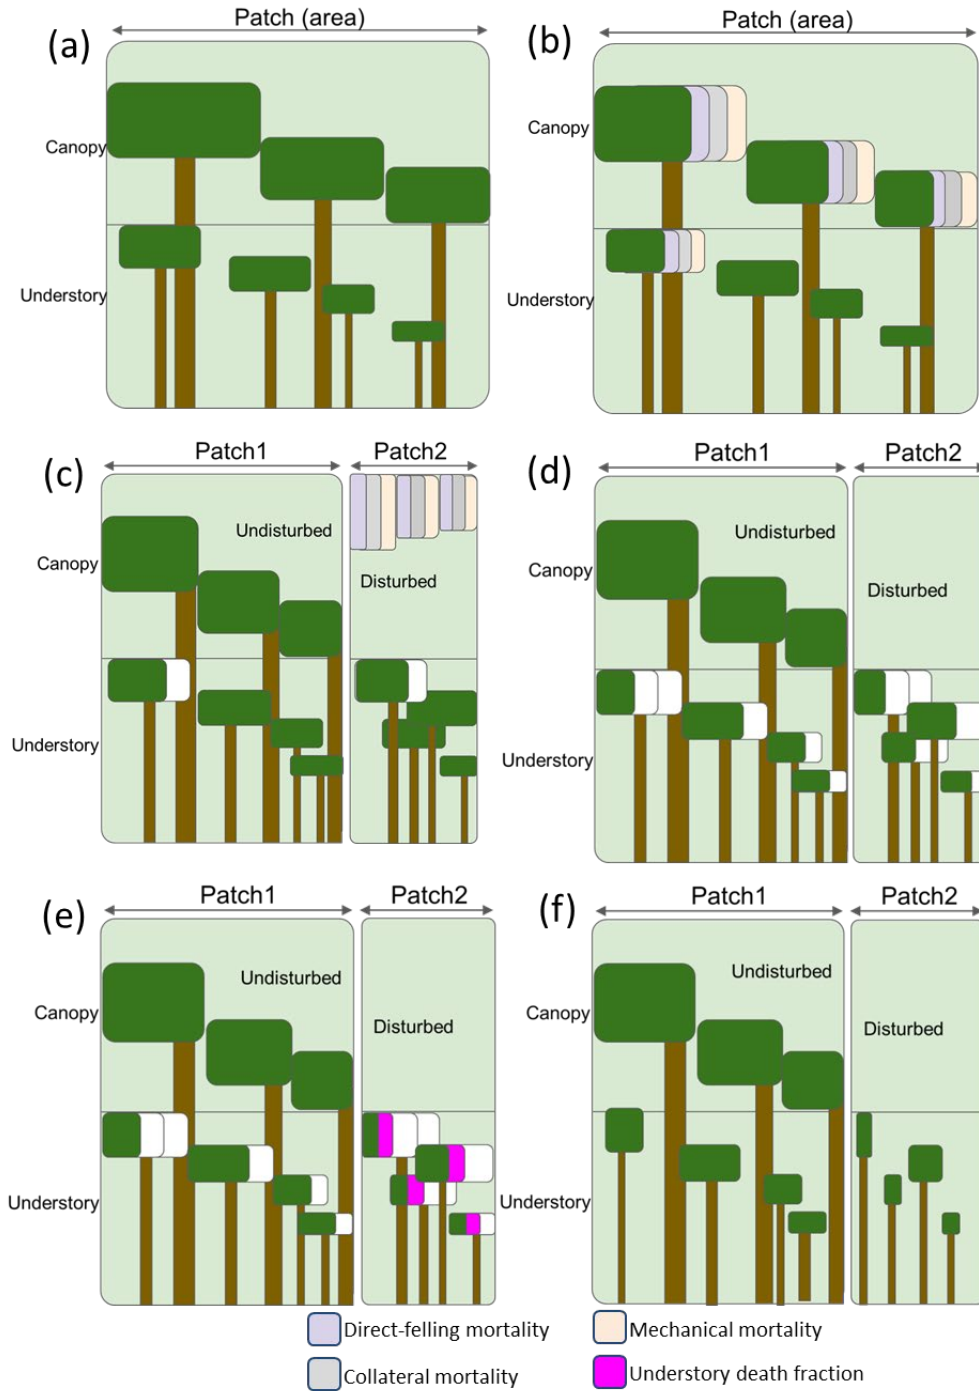 (a)
Patch (area)
Canopy
Understory
(b)
Patch (area)
Canopy
Understory
(c)
Patch1
Patch2
Undisturbed
Canopy
Disturbed
Understory
(d)
Patch1
Patch2
Undisturbed
Canopy
Disturbed
Understory
(e)
Patch1
Patch2
Undisturbed
Canopy
Disturbed
Understory
(f)
Patch1
Patch2
Undisturbed
Canopy
Disturbed
Understory
Direct-felling mortality
Mechanical mortality
Collateral mortality
Understory death fraction